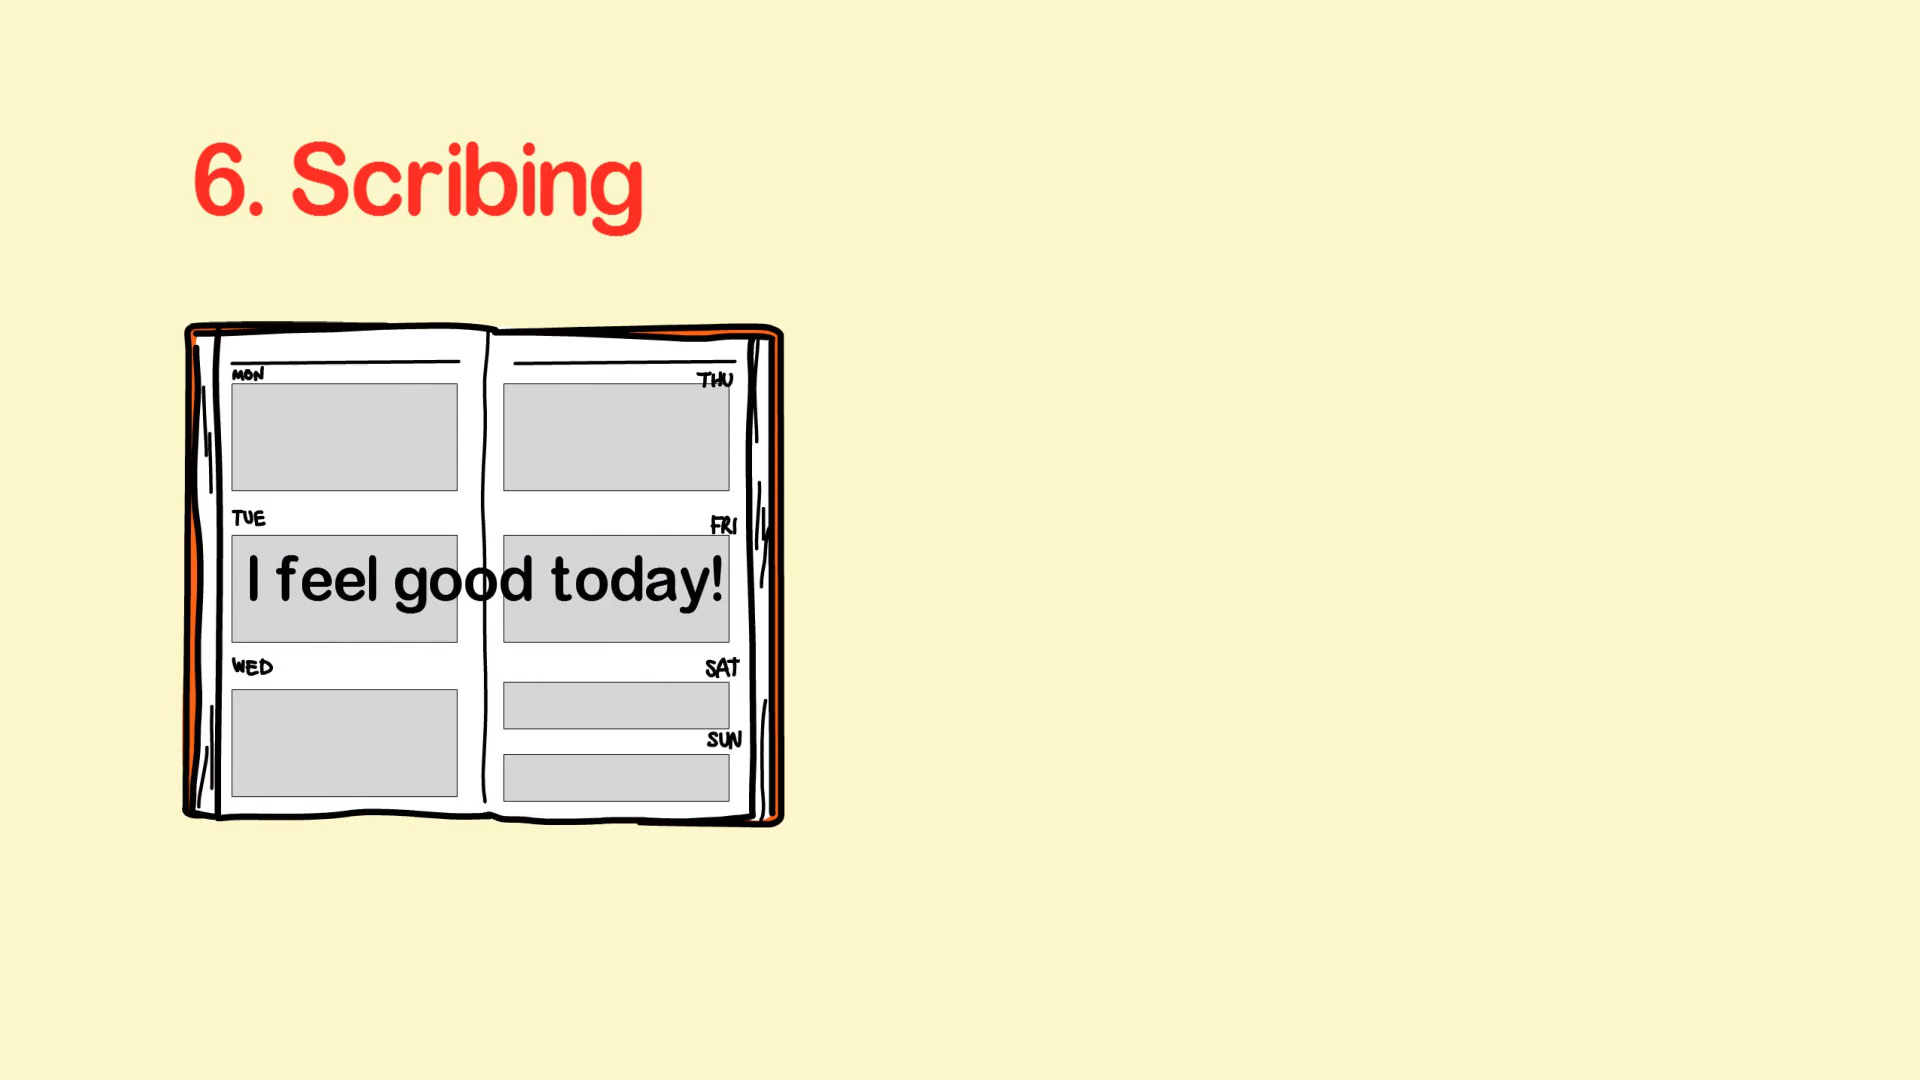 6. Scribing
MON
TUE
WED
THU
FRI
SAT
SUN
I feel good today!